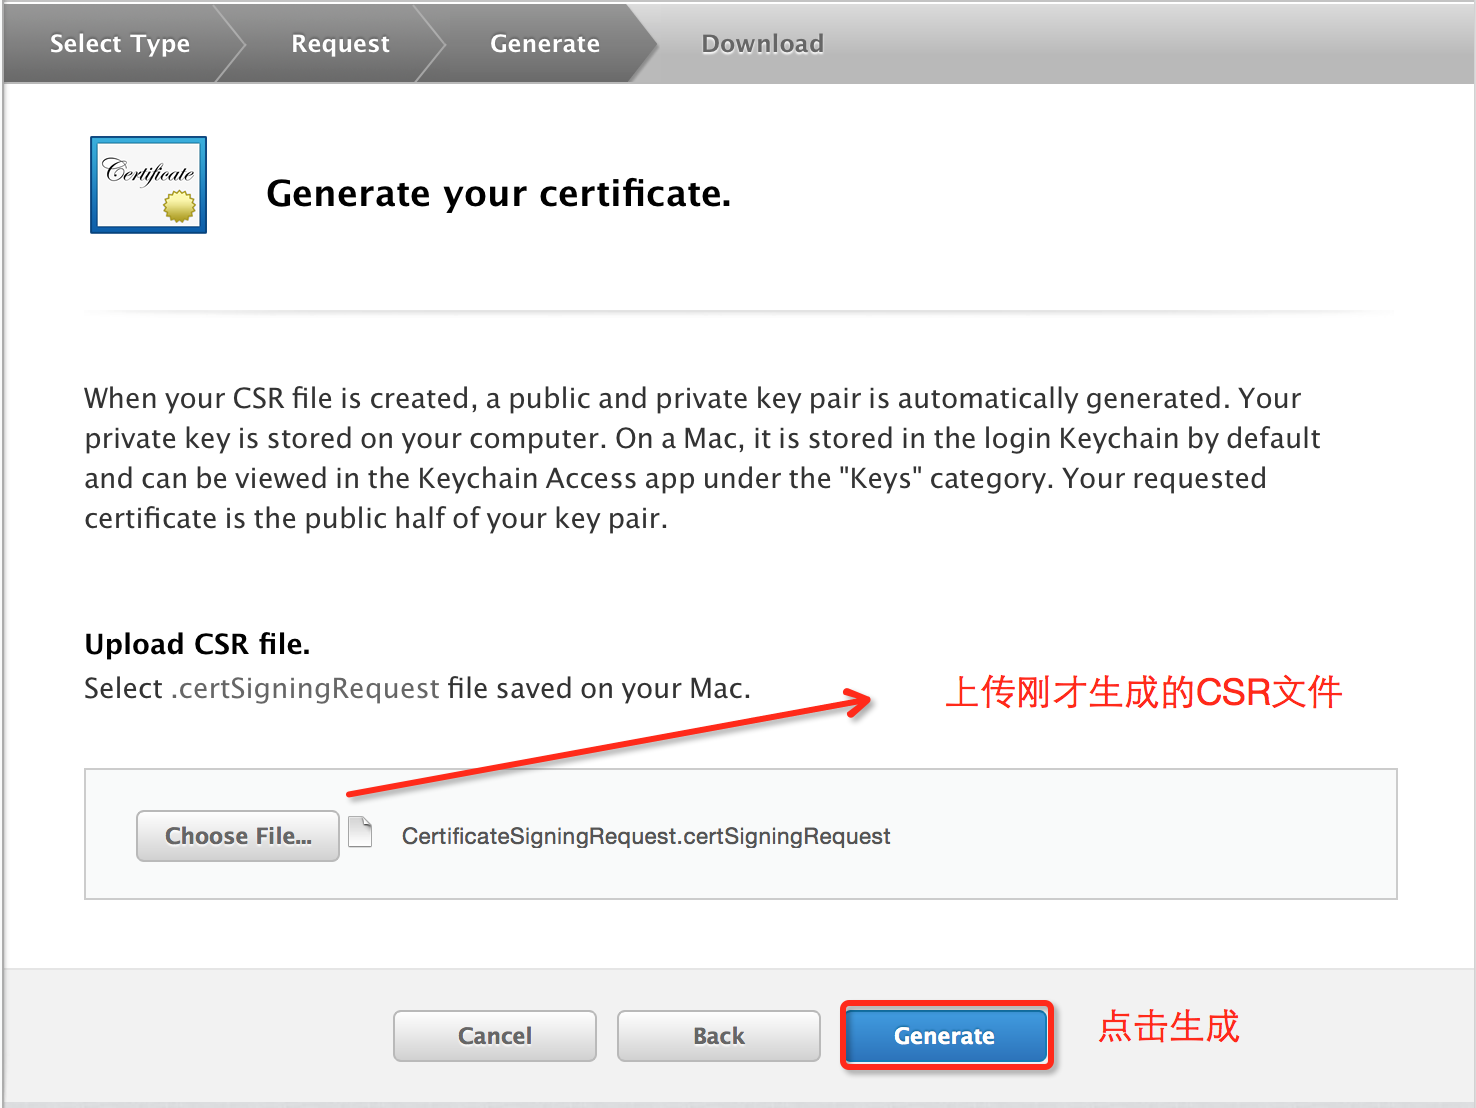 Select Type
Request
Generate
Download
Certificate
Generate your certificate.
When your CSR file is created, a public and private key pair is automatically generated. Your
private key is stored on your computer. On a Mac, it is stored in the login Keychain by default
and can be viewed in the Keychain Access app under the "Keys" category. Your requested
certificate is the public half of your key pair.
Upload CSR file.
Select .certSigningRequest file saved on your Mac.
上传刚才生成的CSR文件
Choose File...
CertificateSigningRequest.certSigningRequest
Cancel
Back
Generate
点击生成